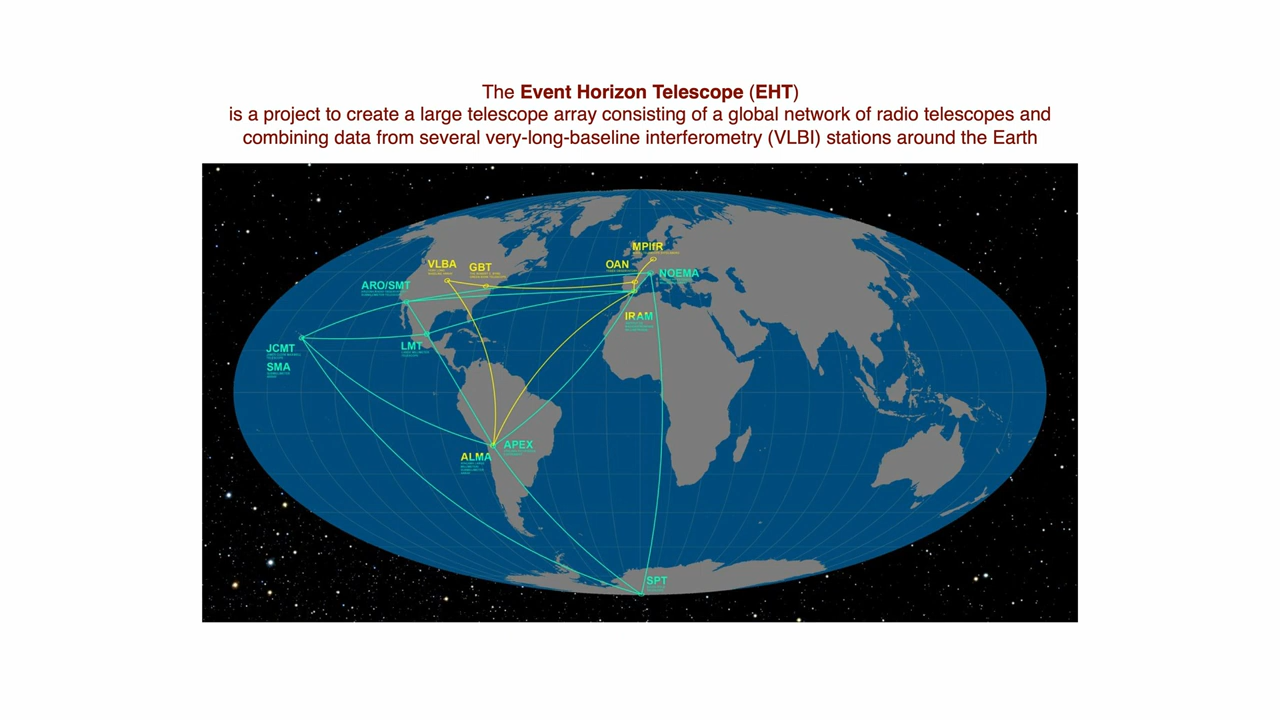 The Event Horizon Telescope (EHT)
is a project to create a large telescope array consisting of a global network of radio telescopes and
combining data from several very-long-baseline interferometry (VLBI) stations around the Earth
MPIfR
VLBA
GBT
OAN
NOEMA
ARO/SMT
IRAM
JCMT
LMT
SMA
APEX
ALMA
SPT